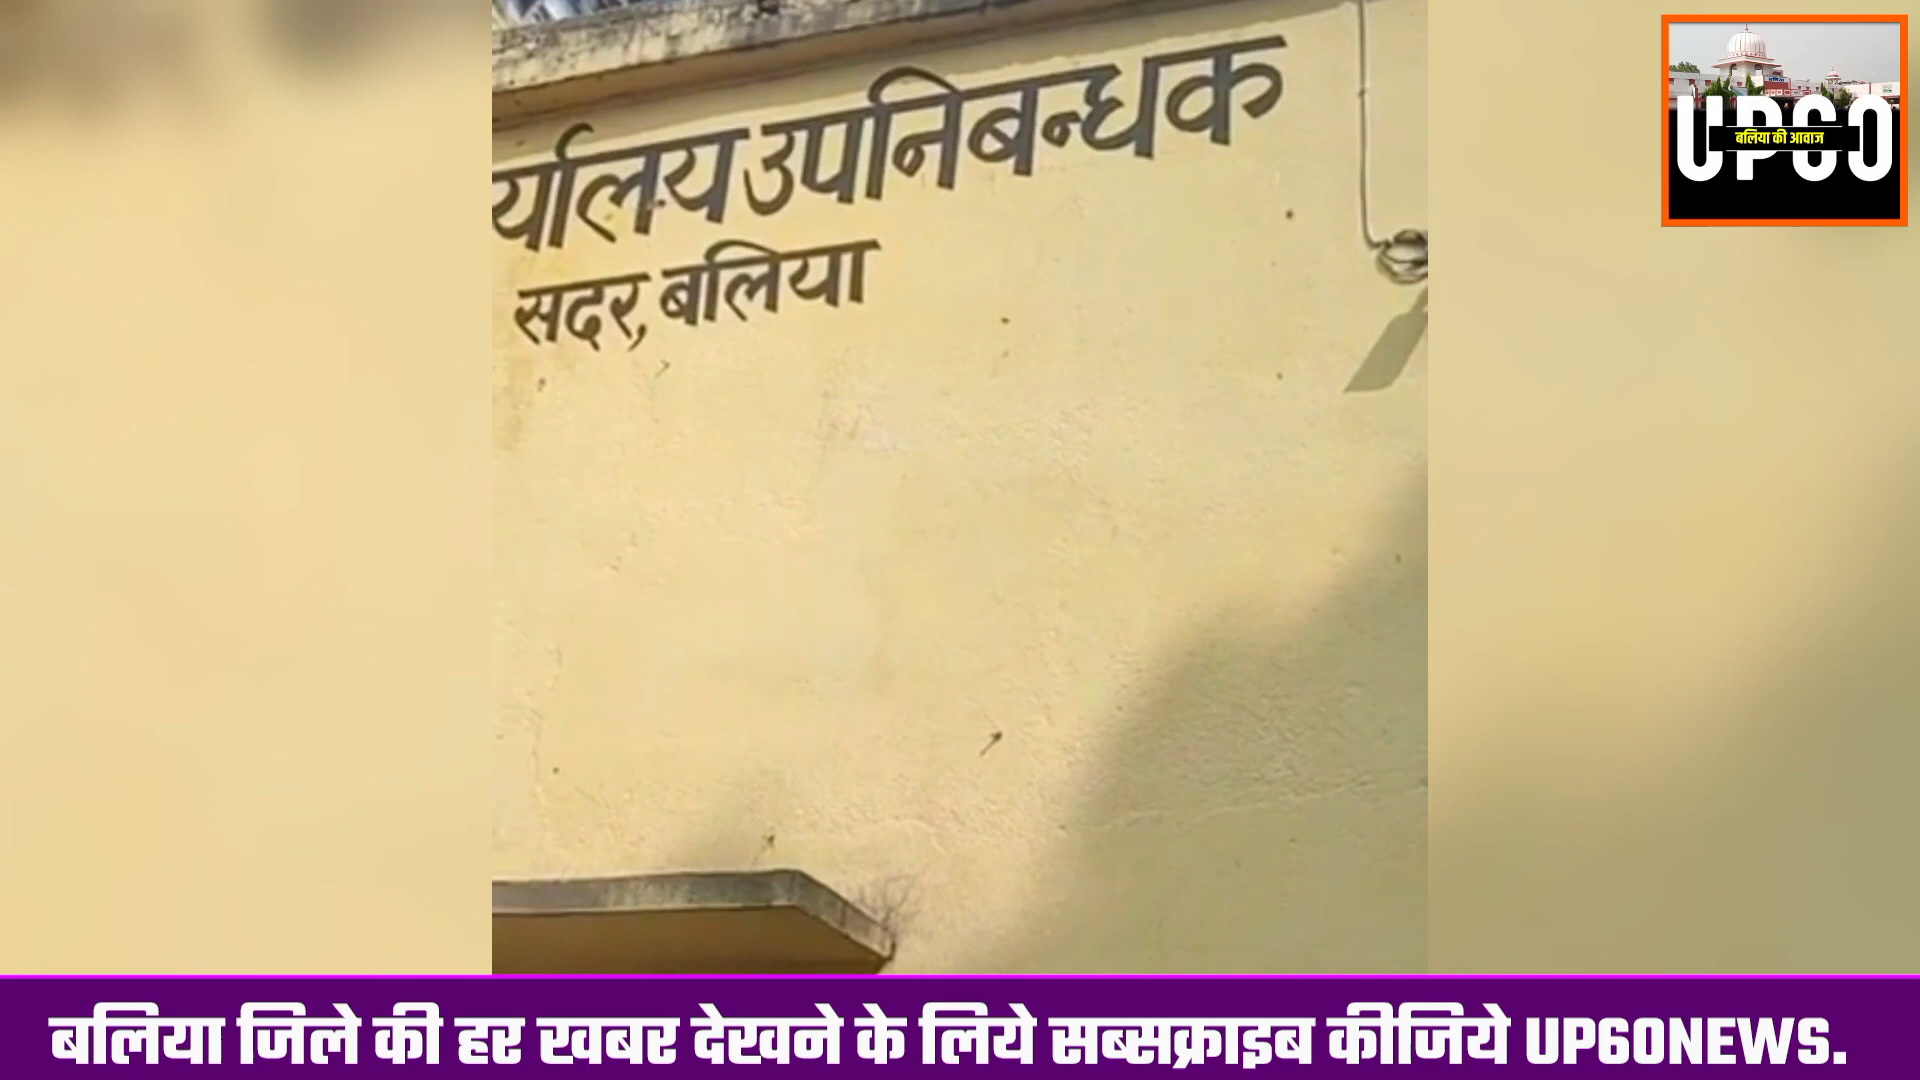 र्यालय उपनिबन्धक
सदर, बलिया
UP60
बलिया की आवाज
बलिया जिले की हर खबर देखने के लिये सब्सक्राइब कीजिये UP60NEWS.